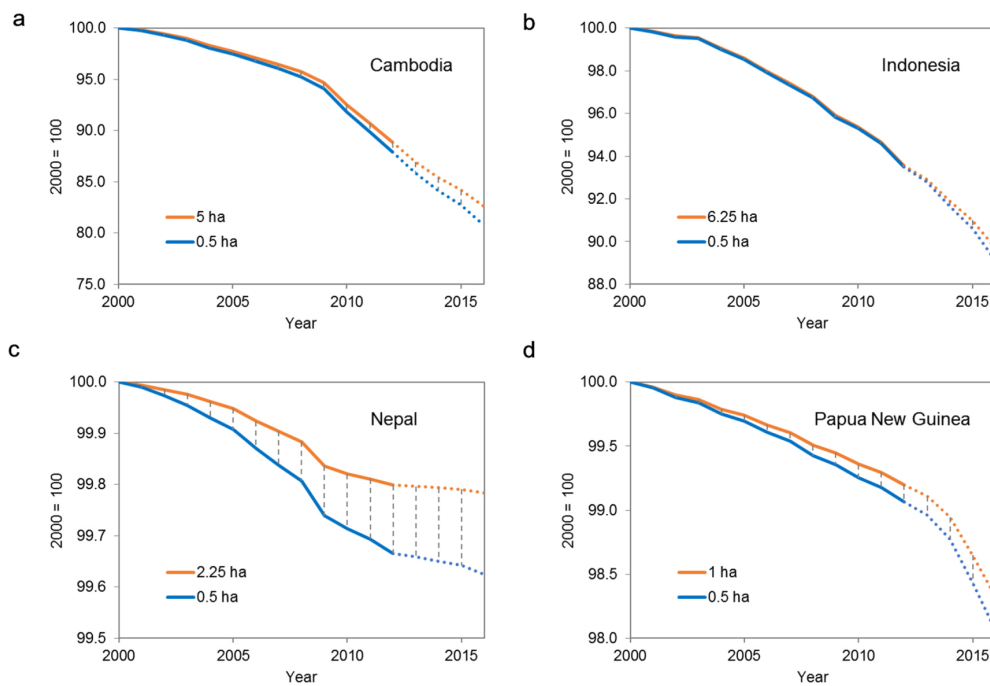 a
100.0
95.0
90.0
85.0
80.0
75.0
2000 = 100
Cambodia
5 ha
0.5 ha
2000 2005 2010 2015
Year
b
100.0
98.0
96.0
94.0
92.0
90.0
88.0
2000 = 100
Indonesia
6.25 ha
0.5 ha
2000 2005 2010 2015
Year
c
100.0
99.9
99.8
99.7
99.6
99.5
2000 = 100
Nepal
2.25 ha
0.5 ha
2000 2005 2010 2015
Year
d
100.0
99.5
99.0
98.5
98.0
2000 = 100
Papua New Guinea
1 ha
0.5 ha
2000 2005 2010 2015
Year